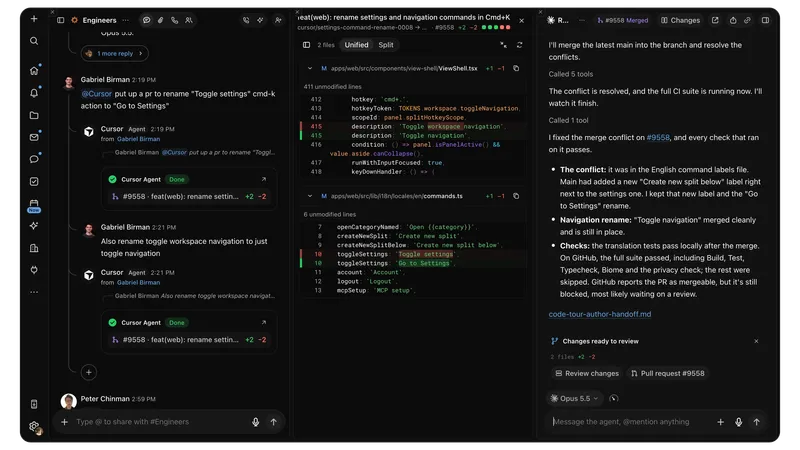 Engineers
Opus 5.5.
1 more reply
Gabriel Birman 2:19 PM
@Cursor put up a pr to rename "Toggle settings" cmd-k
action to "Go to Settings"
Cursor Agent 2:19 PM
from Gabriel Birman
Gabriel Birman @Cursor put up a pr to rename "Toggl...
Cursor Agent Done
#9558 · feat(web): rename settin... +2 -2
Gabriel Birman 2:21 PM
Also rename toggle workspace navigation to just
toggle navigation
Cursor Agent 2:21 PM
from Gabriel Birman
Gabriel Birman Also rename toggle workspace navigat...
Cursor Agent Done
#9558 · feat(web): rename settin... +2 -2
Peter Chinman 2:59 PM
Type @ to share with #Engineers
New
feat(web): rename settings and navigation commands in Cmd+K
cursor/settings-command-rename-0008 → ... · #9558 +2 -2
2 files Unified Split
M apps/web/src/components/view-shell/ViewShell.tsx +1 -1
411 unmodified lines
412 hotkey: 'cmd+.',
413 hotkeyToken: TOKENS.workspace.toggleNavigation,
414 scopeId: panel.splitHotkeyScope,
415 description: 'Toggle workspace navigation',
415 description: 'Toggle navigation',
416 condition: () => panel.isPanelActive() &&
value.aside.canCollapse(),
417 runWithInputFocused: true,
418 keyDownHandler: () => {
M apps/web/src/lib/i18n/locales/en/commands.ts +1 -1
6 unmodified lines
7 openCategoryNamed: 'Open {{category}}',
8 createNewSplit: 'Create new split',
9 createNewSplitBelow: 'Create new split below',
10 toggleSettings: 'Toggle settings',
10 toggleSettings: 'Go to Settings',
11 account: 'Account',
12 logout: 'Logout',
13 mcpSetup: 'MCP setup',
R... #9558 Merged Changes
I'll merge the latest main into the branch and resolve the
conflicts.
Called 5 tools
The conflict is resolved, and the full CI suite is running now. I'll
watch it finish.
Called 1 tool
I fixed the merge conflict on #9558, and every check that ran
on it passes.
• The conflict: it was in the English command labels file.
Main had added a new "Create new split below" label right
next to the settings one. I kept that new label and the "Go
to Settings" rename.
• Navigation rename: "Toggle navigation" merged cleanly
and is still in place.
• Checks: the translation tests pass locally after the merge.
On GitHub, the full suite passed, including Build, Test,
Typecheck, Biome and the privacy check; the rest were
skipped. GitHub reports the PR as mergeable, but it's still
blocked, most likely waiting on a review.
code-tour-author-handoff.md
Changes ready to review
2 files +2 -2
Review changes Pull request #9558
Opus 5.5
Message the agent, @mention anything